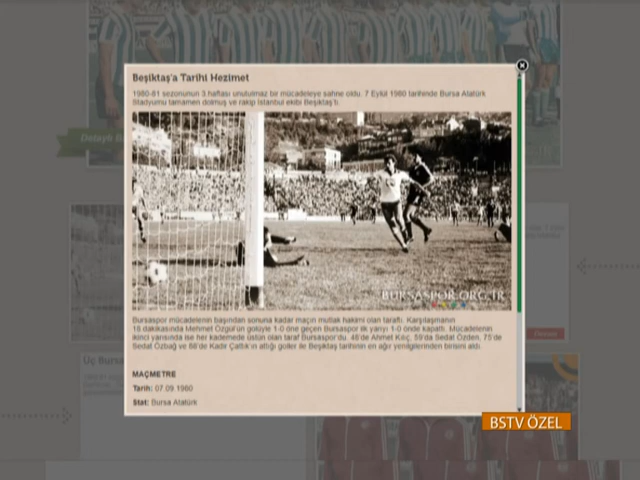 Beşiktaş'a Tarihi Hezimet
1980-81 sezonunun 3.haftası unutulmaz bir mücadeleye sahne oldu. 7 Eylül 1980 tarihinde Bursa Atatürk
Stadyumu tamamen dolmuş ve rakip İstanbul ekibi Beşiktaş'tı.
BURSASPOR.ORG.TR
Bursaspor mücadelenin başından sonuna kadar maçın mutlak hakimi olan taraftı. Karşılaşmanın
18.dakikasında Mehmet Özgül'ün golüyle 1-0 öne geçen Bursaspor ilk yarıyı 1-0 önde kapattı. Mücadelenin
ikinci yarısında ise her kademede üstün olan taraf Bursaspor'du. 48'de Ahmet Kılıç, 59'da Sedat Özden, 75'de
Sedat Özbağ ve 88'de Kadir Çatlık'ın attığı goller ile Beşiktaş tarihinin en ağır yenilgilerinden birisini aldı.
MAÇMETRE
Tarih: 07.09.1980
Stat: Bursa Atatürk
Üç Bursa
BSTV ÖZEL